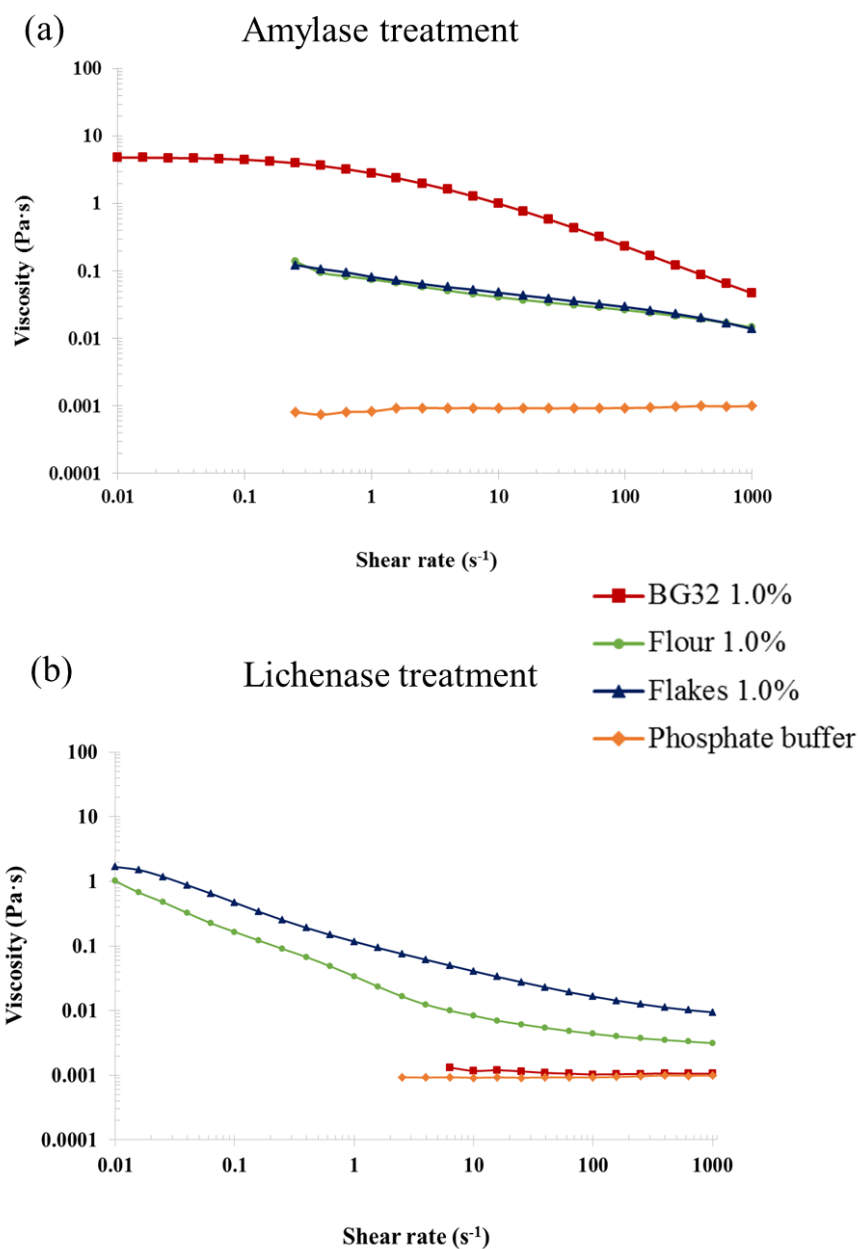 (a)
Amylase treatment
100
10
1
0.1
0.01
0.001
0.0001
Viscosity (Pa·s)
0.01 0.1 1 10 100 1000
Shear rate (s⁻¹)
BG32 1.0%
Flour 1.0%
Flakes 1.0%
Phosphate buffer
(b)
Lichenase treatment
100
10
1
0.1
0.01
0.001
0.0001
Viscosity (Pa·s)
0.01 0.1 1 10 100 1000
Shear rate (s⁻¹)